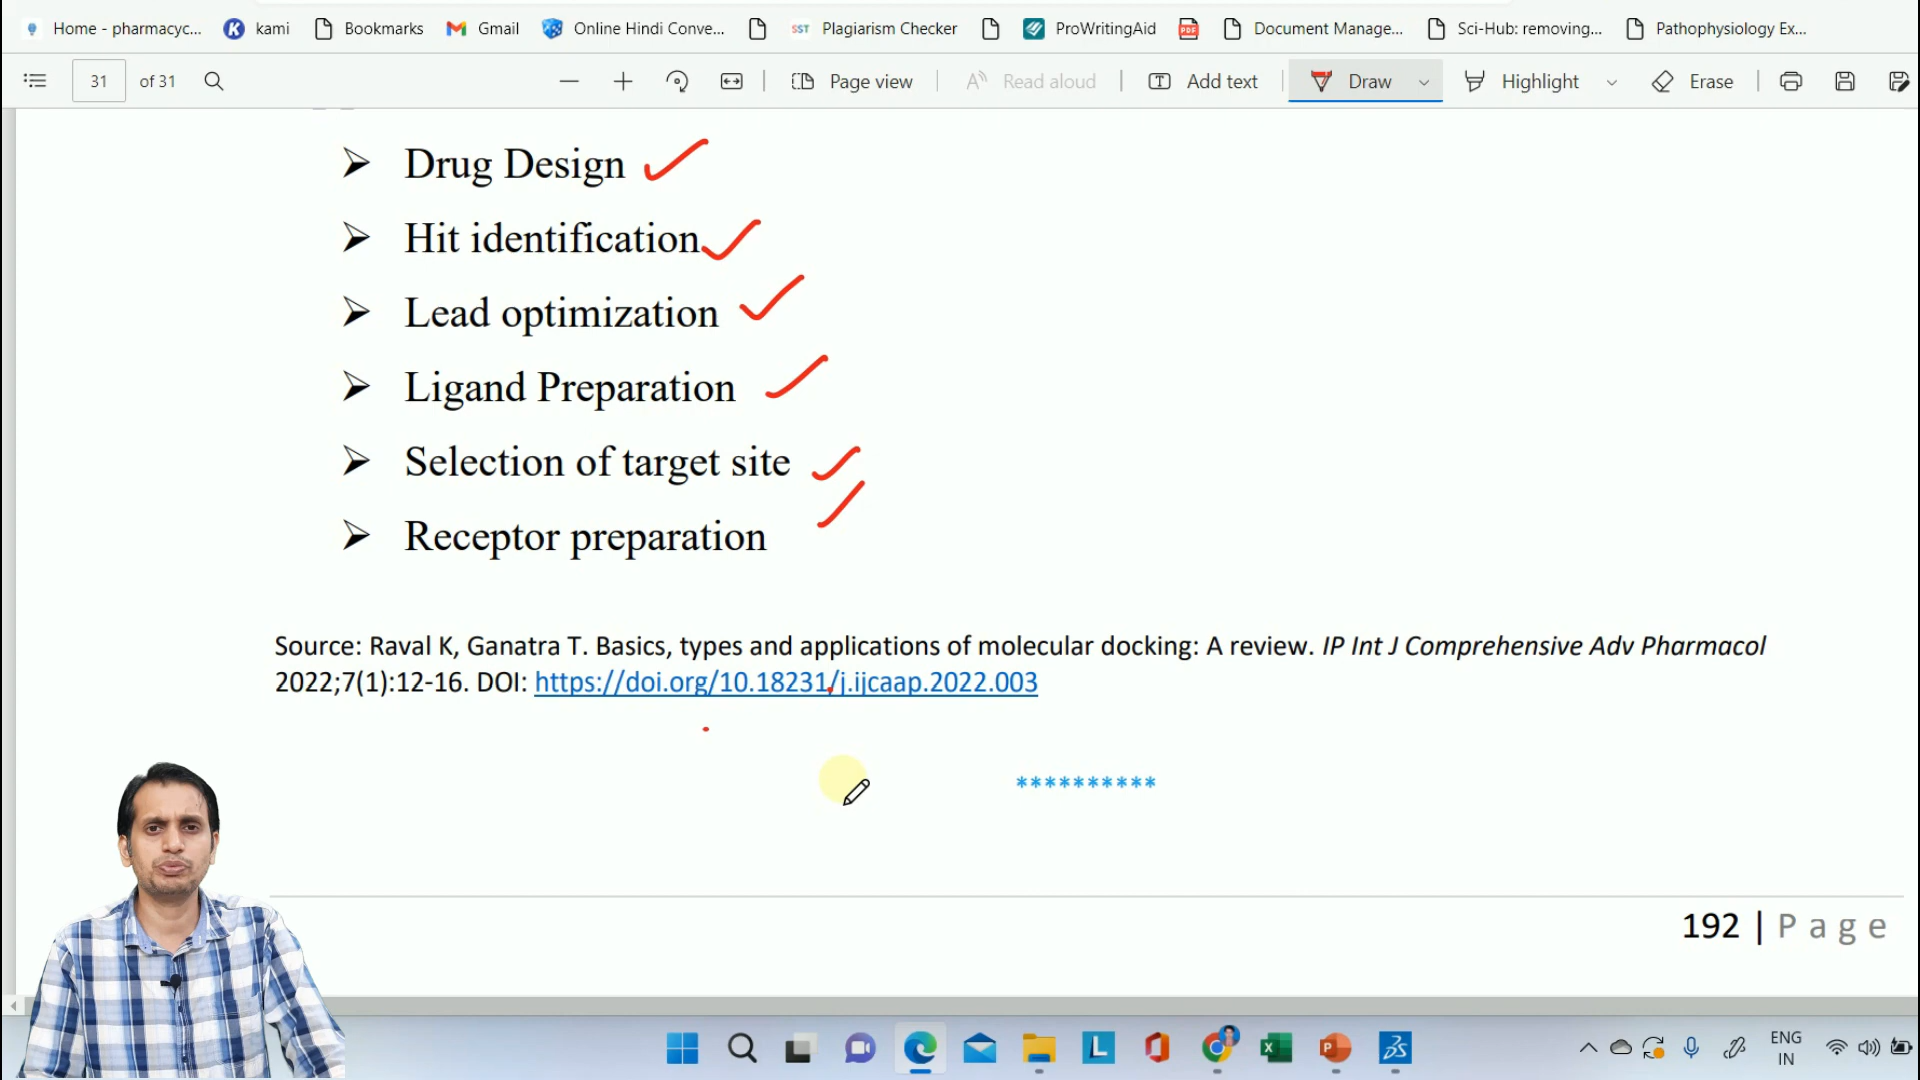 Home - pharmacyc... kami Bookmarks Gmail Online Hindi Conve... SST Plagiarism Checker ProWritingAid PDF Document Manage... Sci-Hub: removing... Pathophysiology Ex...
31 of 31 Page view Read aloud Add text Draw Highlight Erase
Drug Design
Hit identification
Lead optimization
Ligand Preparation
Selection of target site
Receptor preparation
Source: Raval K, Ganatra T. Basics, types and applications of molecular docking: A review. IP Int J Comprehensive Adv Pharmacol
2022;7(1):12-16. DOI: https://doi.org/10.18231/j.ijcaap.2022.003
**********
192 | Page
ENG
IN